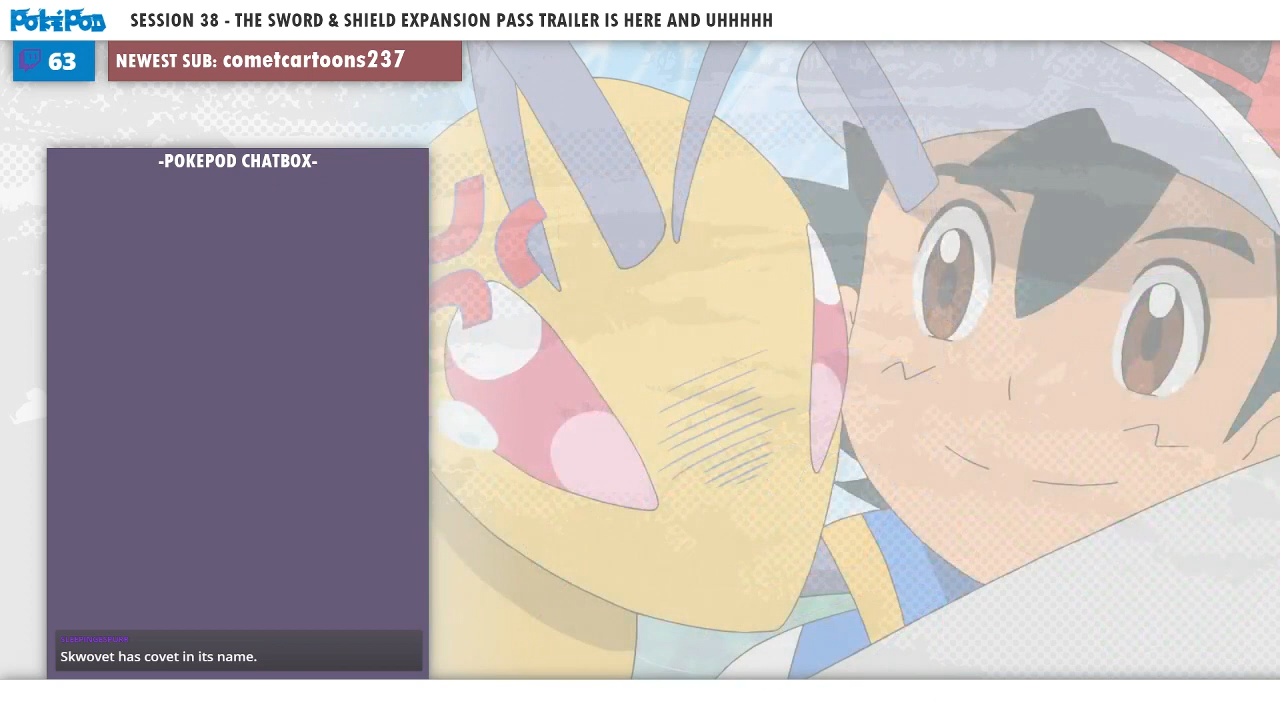 PokéPod
SESSION 38 - THE SWORD & SHIELD EXPANSION PASS TRAILER IS HERE AND UHHHHH
63
NEWEST SUB: cometcartoons237
-POKEPOD CHATBOX-
Skwovet has covet in its name.